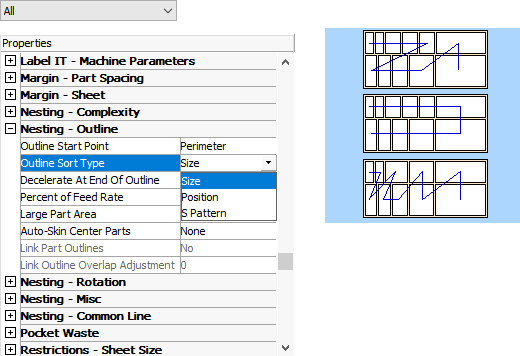 All
Properties
Label IT - Machine Parameters
Margin - Part Spacing
Margin - Sheet
Nesting - Complexity
Nesting - Outline
Outline Start Point Perimeter
Outline Sort Type Size
Decelerate At End Of Outline Size
Percent of Feed Rate Position
Large Part Area S Pattern
Auto-Skin Center Parts None
Link Part Outlines No
Link Outline Overlap Adjustment 0
Nesting - Rotation
Nesting - Misc
Nesting - Common Line
Pocket Waste
Restrictions - Sheet Size